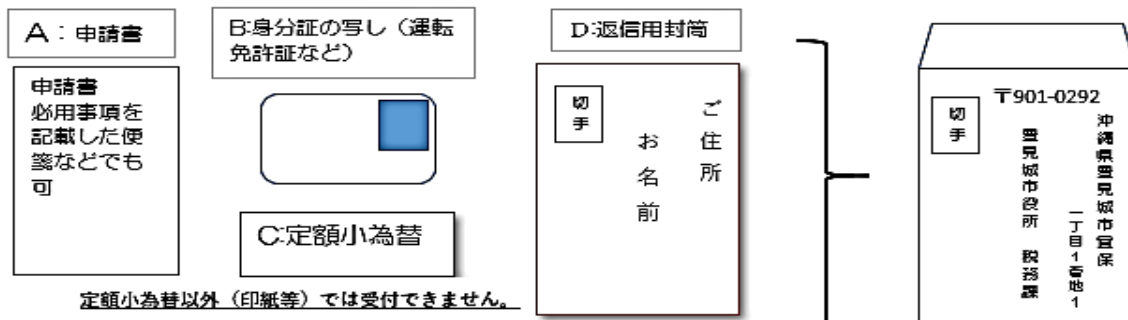 A：申請書
申請書
必用事項を
記載した便
箋などでも
可
B:身分証の写し（運転
免許証など）
C:定額小為替
定額小為替以外（印紙等）では受付できません。
D:返信用封筒
切手
ご住所
お名前
切手
〒901-0292
沖縄県豊見城市宜保
一丁目1番地1
豊見城市役所　税務課